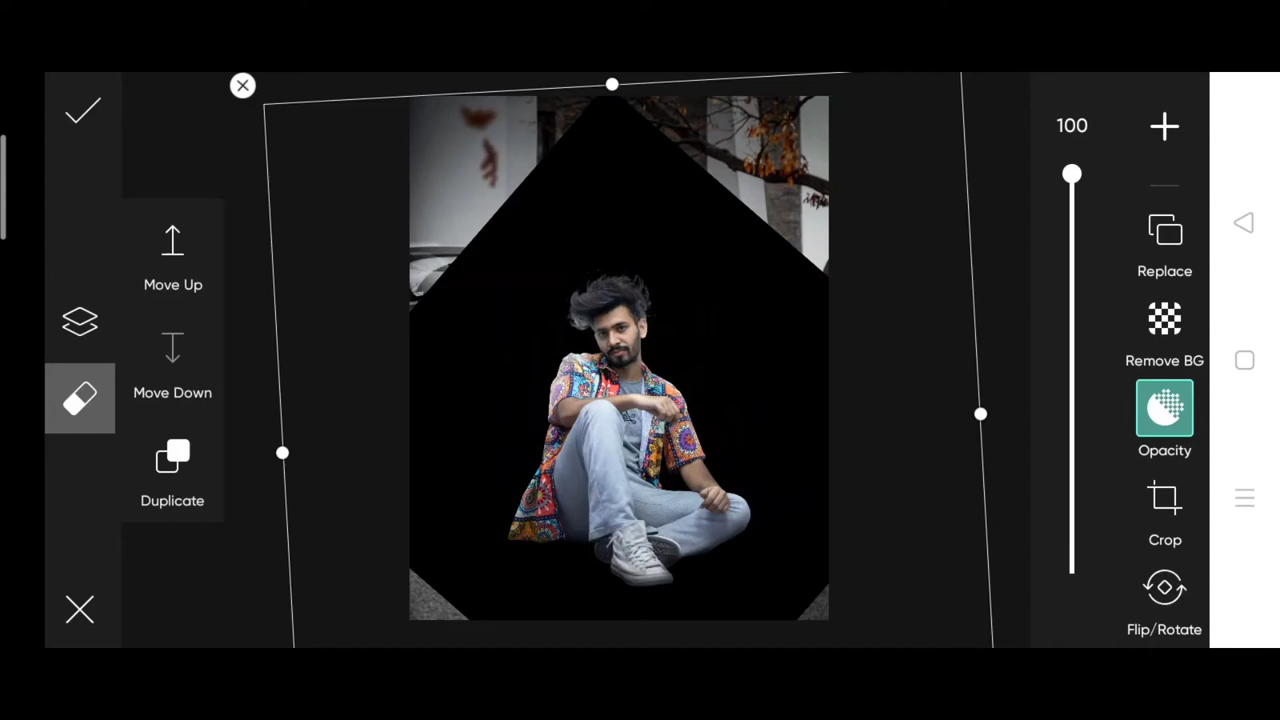 Move Up
Move Down
Duplicate
100
Replace
Remove BG
Opacity
Crop
Flip/Rotate